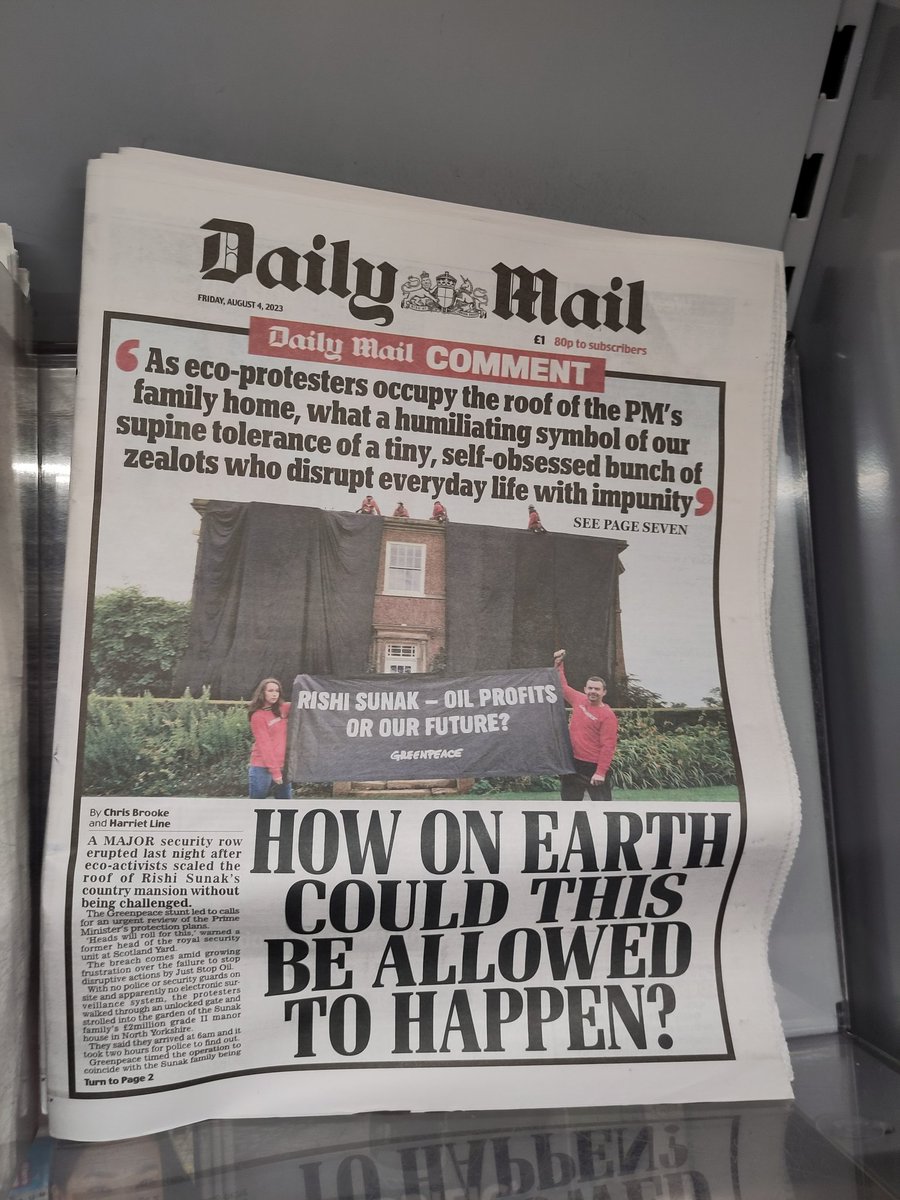 Daily Mail
FRIDAY, AUGUST 4, 2023
£1 80p to subscribers
Daily Mail COMMENT
‘As eco-protesters occupy the roof of the PM’s
family home, what a humiliating symbol of our
supine tolerance of a tiny, self-obsessed bunch of
zealots who disrupt everyday life with impunity’
SEE PAGE SEVEN
RISHI SUNAK – OIL PROFITS
OR OUR FUTURE?
GREENPEACE
By Chris Brooke
and Harriet Line
A MAJOR security row
erupted last night after
eco-activists scaled the
roof of Rishi Sunak’s
country mansion without
being challenged.
The Greenpeace stunt led to calls
for an urgent review of the Prime
Minister’s protection plans.
‘Heads will roll for this,’ warned a
former head of the royal security
unit at Scotland Yard.
The breach comes amid growing
frustration over the failure to stop
disruptive actions by Just Stop Oil.
With no police or security guards on
site and apparently no electronic sur-
veillance system, the protesters
walked through an unlocked gate and
strolled into the garden of the Sunak
family’s £2million grade II manor
house in North Yorkshire.
They said they arrived at 6am and it
took two hours for police to find out.
Greenpeace timed the operation to
coincide with the Sunak family being
Turn to Page 2
HOW ON EARTH
COULD THIS
BE ALLOWED
TO HAPPEN?
TO HAPPEN?